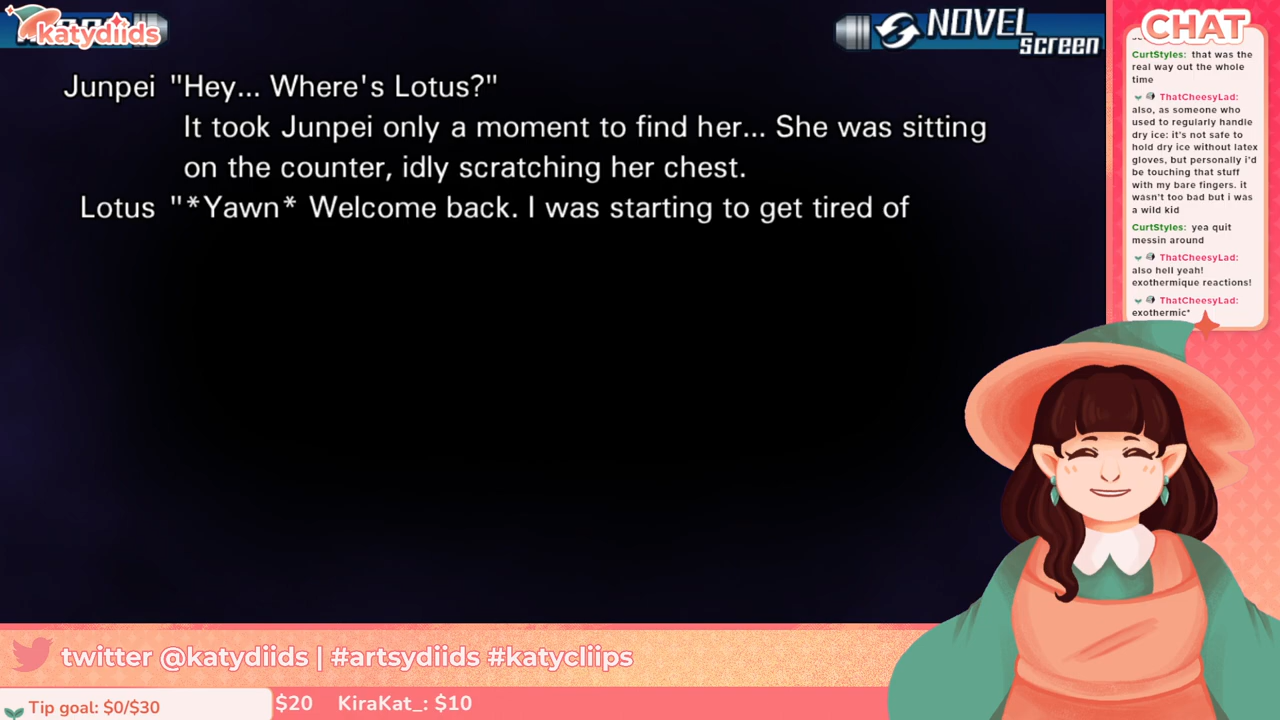 katydiids
NOVEL
Screen
Junpei "Hey... Where's Lotus?"
It took Junpei only a moment to find her... She was sitting
on the counter, idly scratching her chest.
Lotus "*Yawn* Welcome back. I was starting to get tired of
CHAT
CurtStyles: that was the
real way out the whole
time
ThatCheesyLad:
also, as someone who
used to regularly handle
dry ice: it's not safe to
hold dry ice without latex
gloves, but personally i'd
be touching that stuff
with my bare fingers. it
wasn't too bad but i was
a wild kid
CurtStyles: yea quit
messin around
ThatCheesyLad:
also hell yeah!
exothermique reactions!
ThatCheesyLad:
exothermic*
twitter @katydiids | #artsydiids #katycliips
Tip goal: $0/$30
$20 KiraKat_: $10